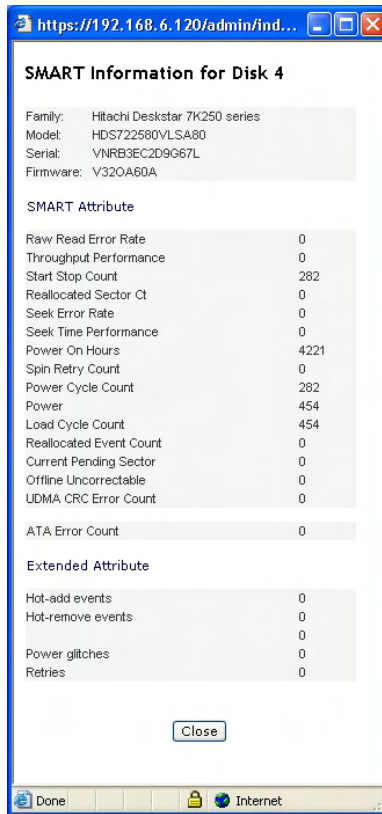 https://192.168.6.120/admin/ind...
SMART Information for Disk 4
Family: Hitachi Deskstar 7K250 series
Model: HDS722580VLSA80
Serial: VNRB3EC2D9G67L
Firmware: V32OA60A
SMART Attribute
Raw Read Error Rate 0
Throughput Performance 0
Start Stop Count 282
Reallocated Sector Ct 0
Seek Error Rate 0
Seek Time Performance 0
Power On Hours 4221
Spin Retry Count 0
Power Cycle Count 282
Power 454
Load Cycle Count 454
Reallocated Event Count 0
Current Pending Sector 0
Offline Uncorrectable 0
UDMA CRC Error Count 0
ATA Error Count 0
Extended Attribute
Hot-add events 0
Hot-remove events 0
0
Power glitches 0
Retries 0
Close
Done Internet